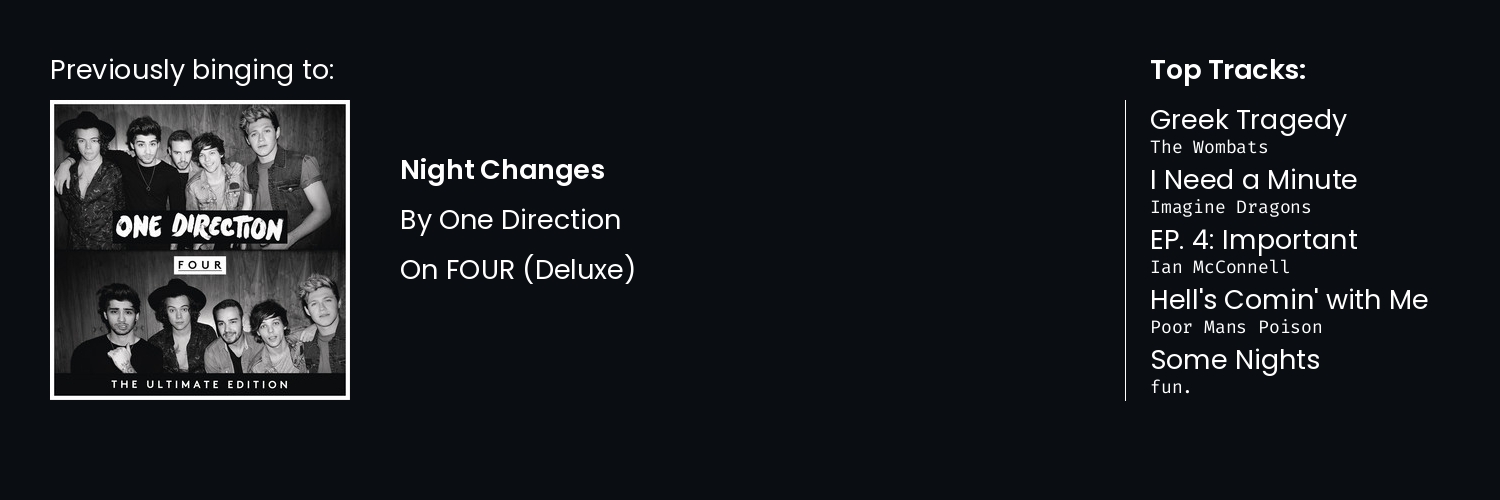 Previously binging to:
ONE DIRECTION
FOUR
THE ULTIMATE EDITION
Night Changes
By One Direction
On FOUR (Deluxe)
Top Tracks:
Greek Tragedy
The Wombats
I Need a Minute
Imagine Dragons
EP. 4: Important
Ian McConnell
Hell's Comin' with Me
Poor Mans Poison
Some Nights
fun.